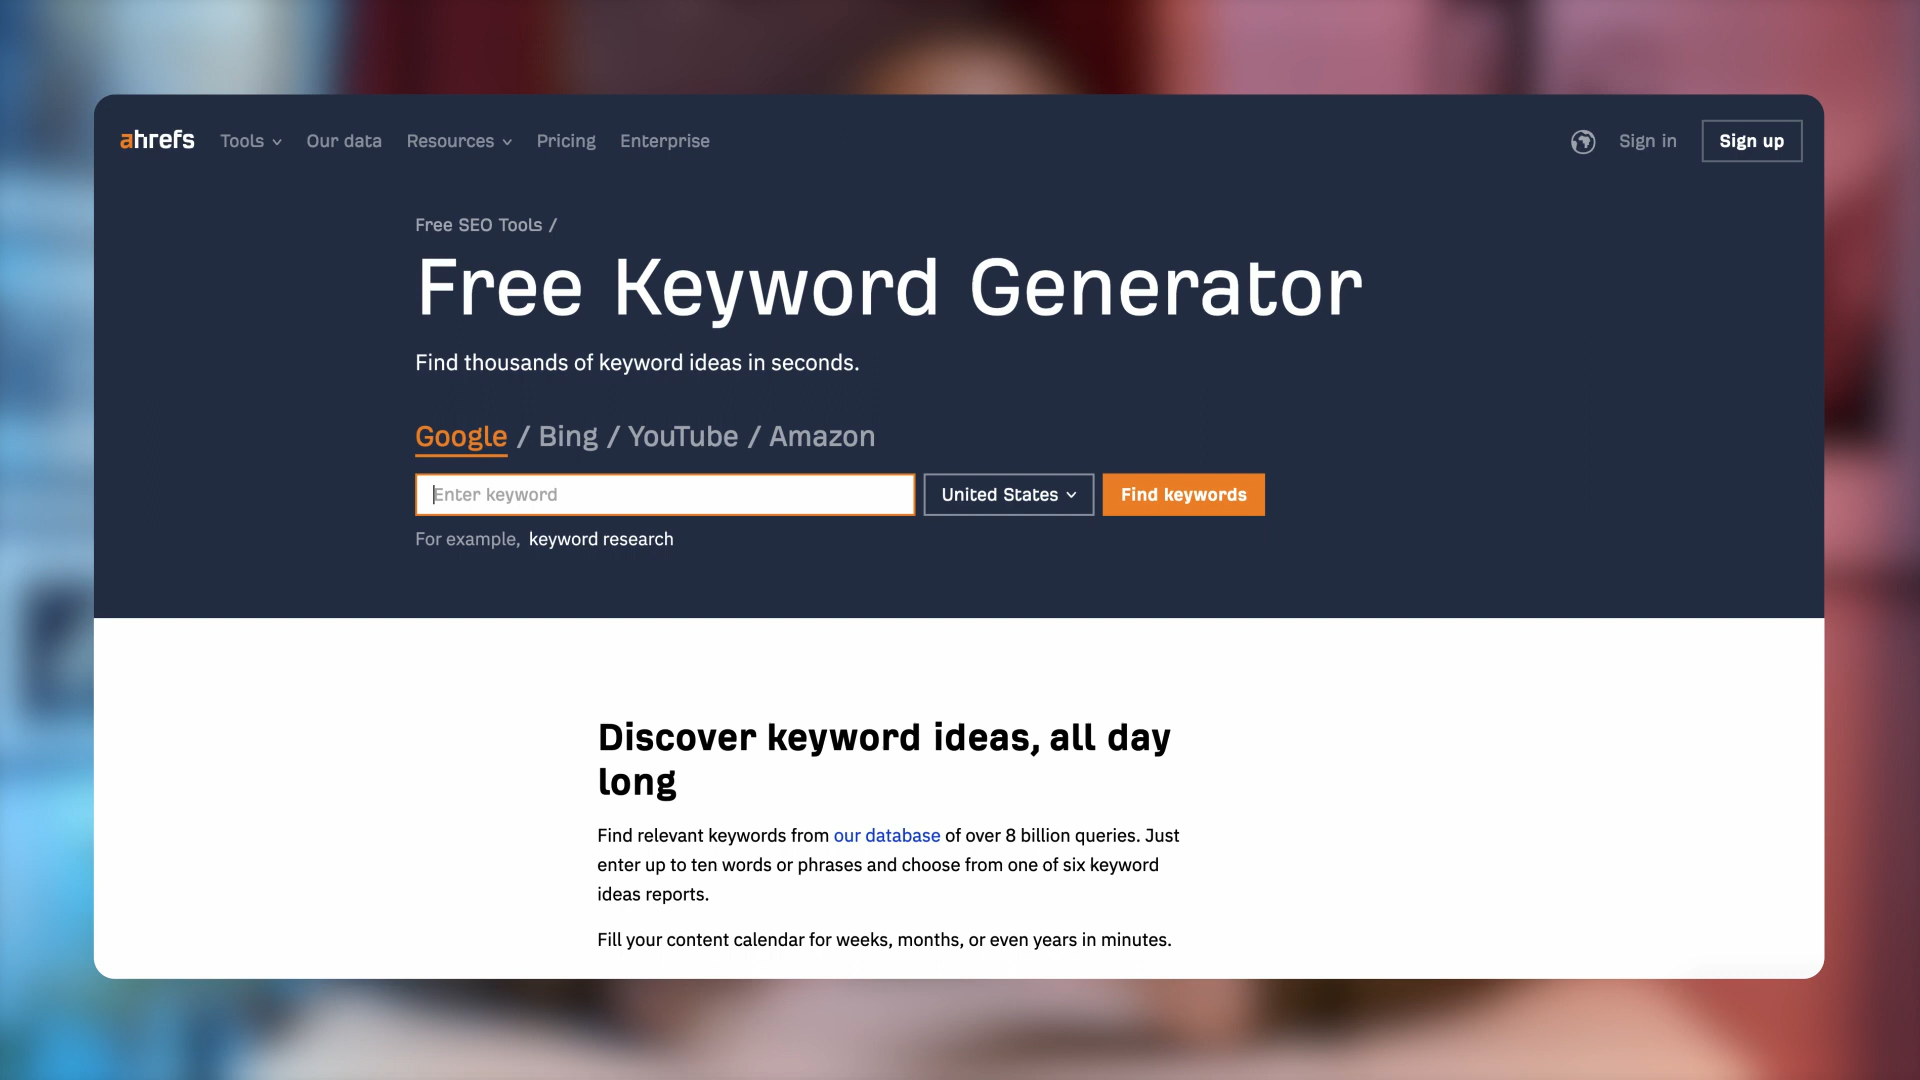 ahrefs Tools Our data Resources Pricing Enterprise Sign in Sign up
Free SEO Tools /
Free Keyword Generator
Find thousands of keyword ideas in seconds.
Google / Bing / YouTube / Amazon
Enter keyword United States Find keywords
For example, keyword research
Discover keyword ideas, all day
long
Find relevant keywords from our database of over 8 billion queries. Just
enter up to ten words or phrases and choose from one of six keyword
ideas reports.
Fill your content calendar for weeks, months, or even years in minutes.